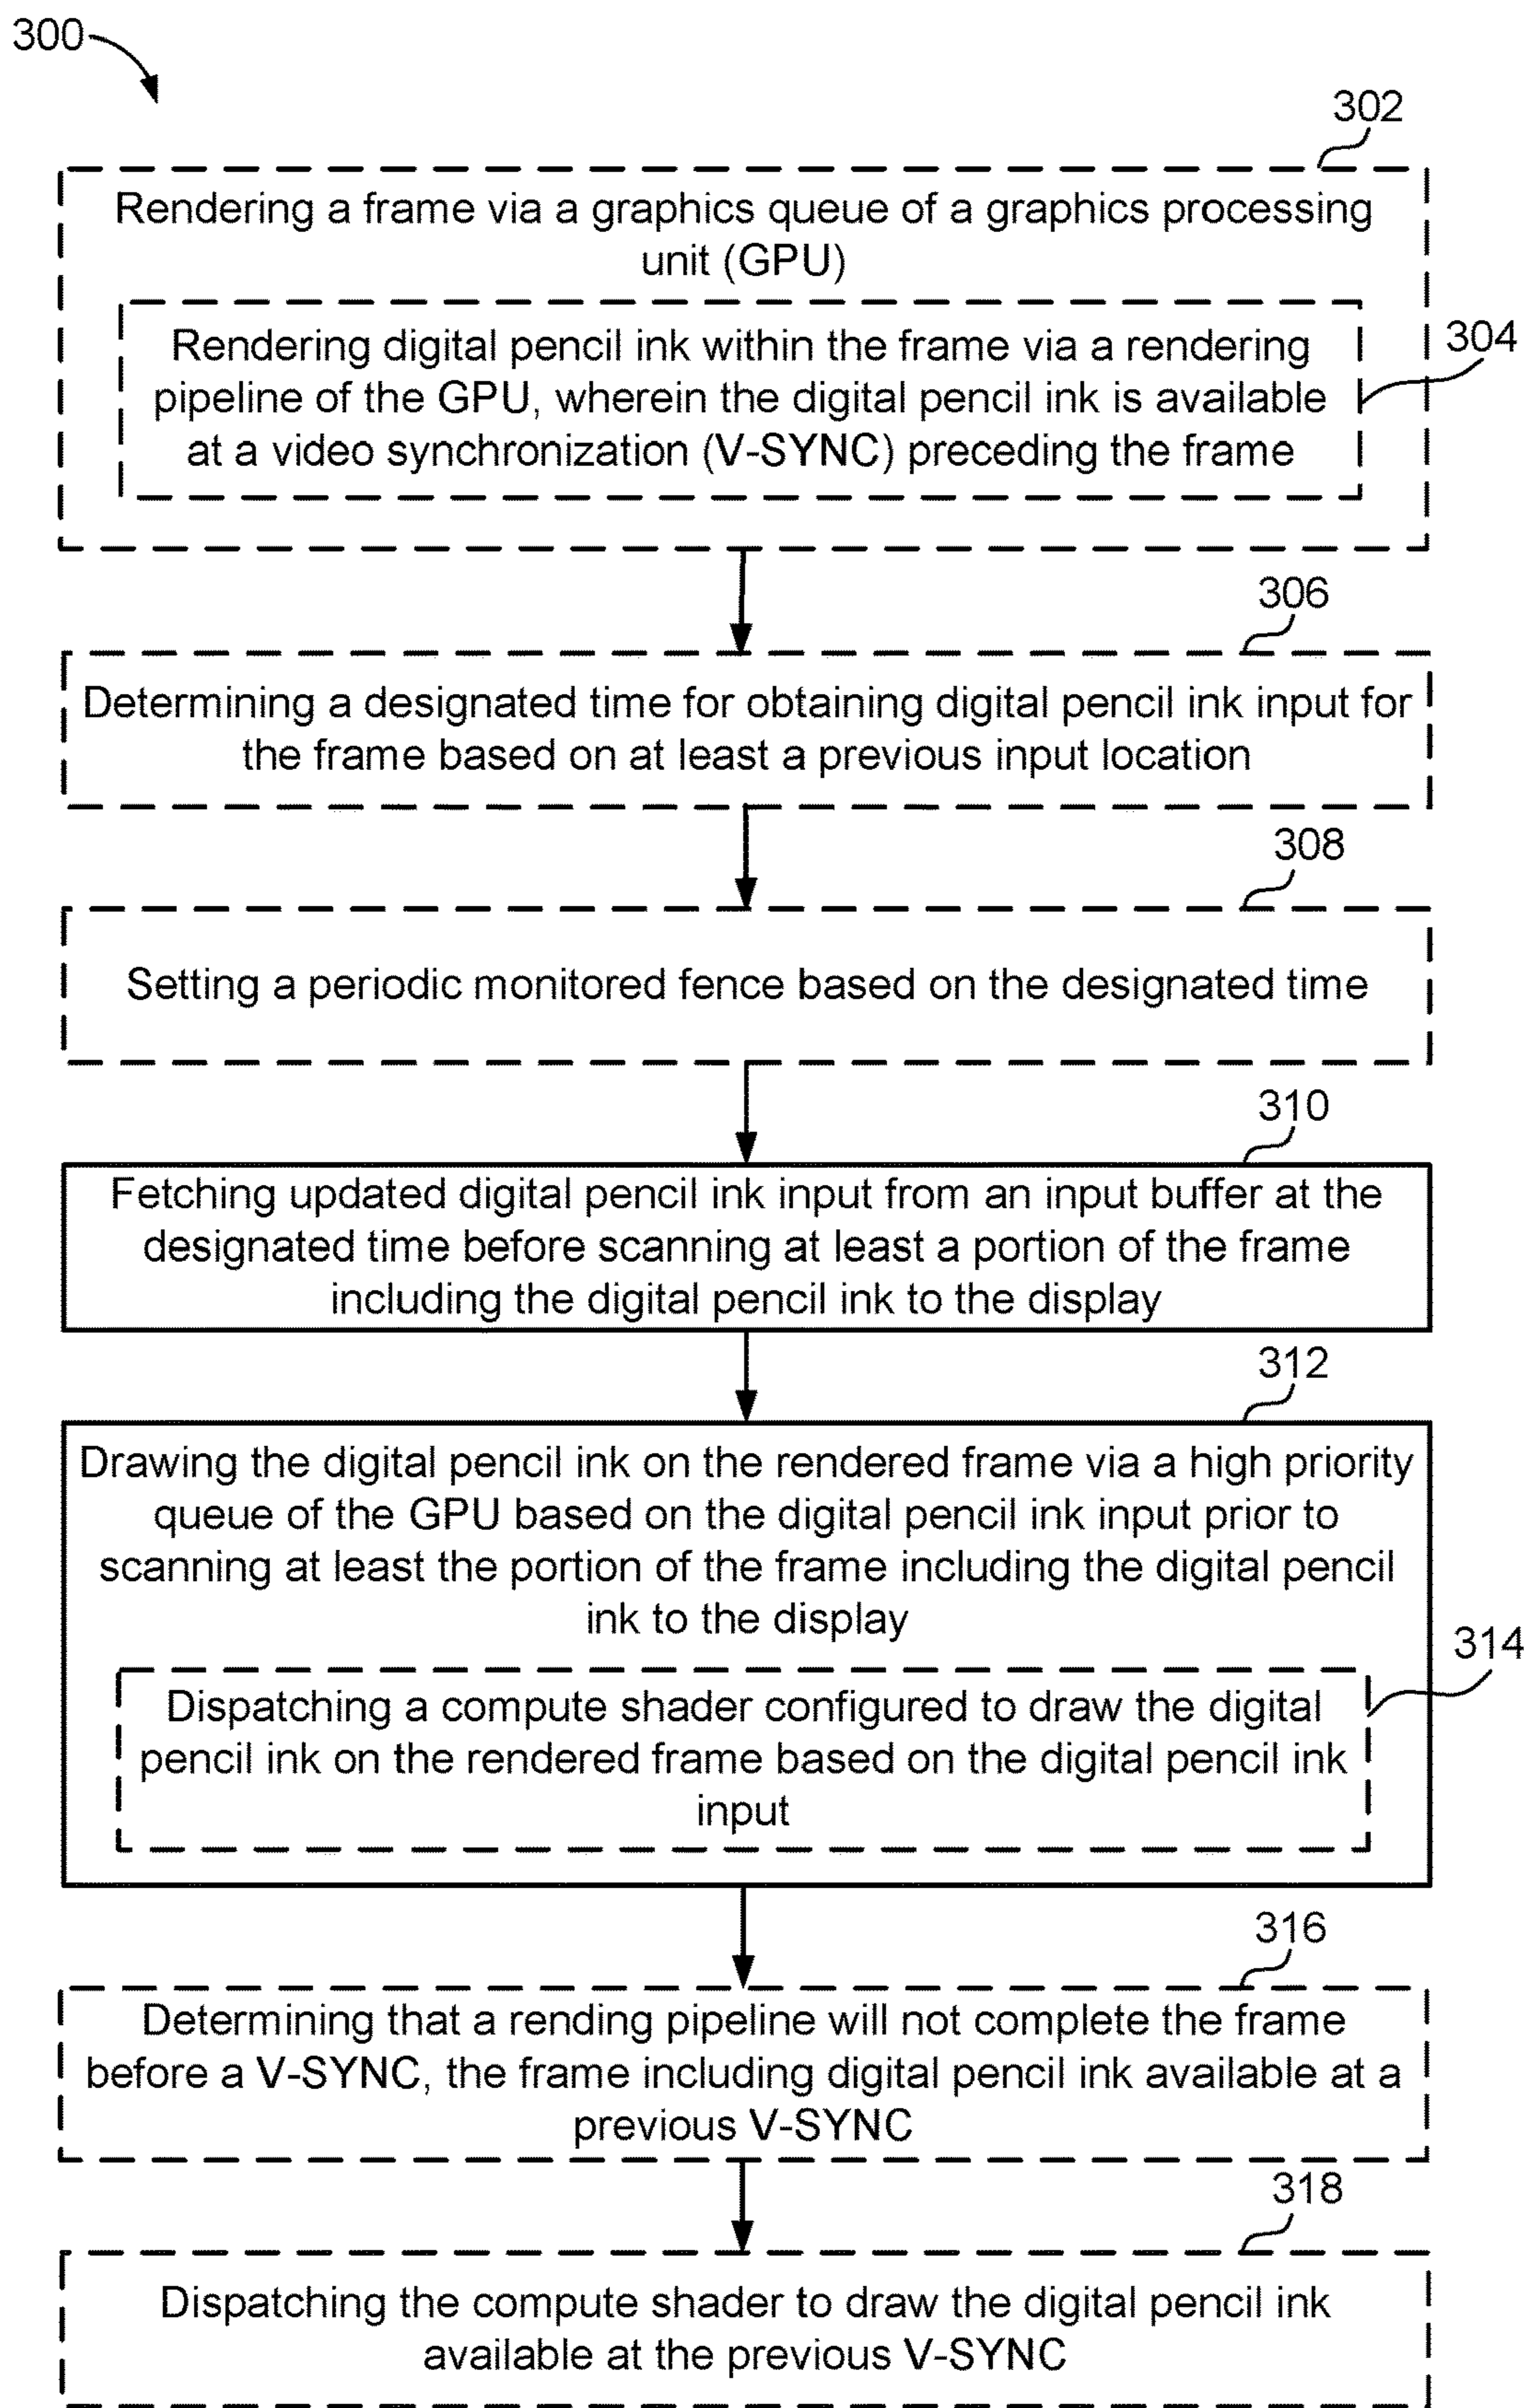 300
302
Rendering a frame via a graphics queue of a graphics processing
unit (GPU)
304
Rendering digital pencil ink within the frame via a rendering
pipeline of the GPU, wherein the digital pencil ink is available
at a video synchronization (V-SYNC) preceding the frame
306
Determining a designated time for obtaining digital pencil ink input for
the frame based on at least a previous input location
308
Setting a periodic monitored fence based on the designated time
310
Fetching updated digital pencil ink input from an input buffer at the
designated time before scanning at least a portion of the frame
including the digital pencil ink to the display
312
Drawing the digital pencil ink on the rendered frame via a high priority
queue of the GPU based on the digital pencil ink input prior to
scanning at least the portion of the frame including the digital pencil
ink to the display
314
Dispatching a compute shader configured to draw the digital
pencil ink on the rendered frame based on the digital pencil ink
input
316
Determining that a rending pipeline will not complete the frame
before a V-SYNC, the frame including digital pencil ink available at a
previous V-SYNC
318
Dispatching the compute shader to draw the digital pencil ink
available at the previous V-SYNC